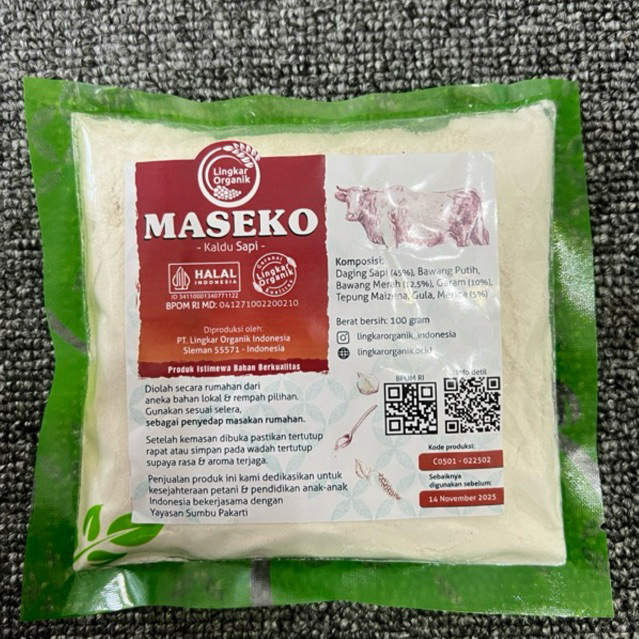 Lingkar
Organik
MASEKO
- Kaldu Sapi -
HALAL
INDONESIA
ID 34110001340771122
Garansi
Lingkar
Organik
Kualitas
BPOM RI MD: 041271002200210
Diproduksi oleh:
PT. Lingkar Organik Indonesia
Sleman 55571 - Indonesia
Produk Istimewa Bahan Berkualitas
Komposisi:
Daging Sapi (45%), Bawang Putih,
Bawang Merah (12,5%), Garam (10%),
Tepung Maizena, Gula, Merica (5%)
Berat bersih: 100 gram
lingkarorganik_indonesia
lingkarorganik.or.id
Diolah secara rumahan dari
aneka bahan lokal & rempah pilihan.
Gunakan sesuai selera,
sebagai penyedap masakan rumahan.
Setelah kemasan dibuka pastikan tertutup
rapat atau simpan pada wadah tertutup
supaya rasa & aroma terjaga.
Penjualan produk ini kami dedikasikan untuk
kesejahteraan petani & pendidikan anak-anak
Indonesia bekerjasama dengan
Yayasan Sumbu Pakarti
BPOM RI
Info detil
Kode produksi:
C0501 - 022502
Sebaiknya
digunakan sebelum:
14 November 2025